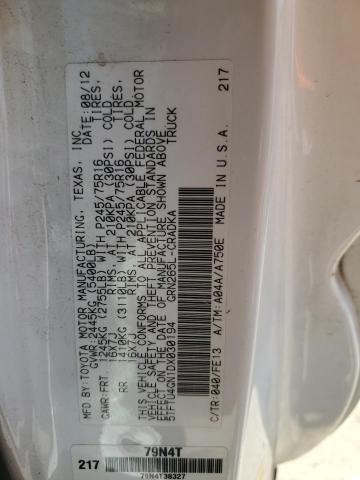 MFD.BY:TOYOTA MOTOR MANUFACTURING, TEXAS, INC.
DATE: 08/12
GVWR:2445KG (5400LB)
GAWR:FRT 1245KG (2755LB) WITH P245/75R16 TIRES,
16X7J RIMS, AT 210KPA (30PSI) COLD
RR 1410KG (3110LB) WITH P245/75R16 TIRES,
16X7J RIMS, AT 210KPA (30PSI) COLD
THIS VEHICLE CONFORMS TO ALL APPLICABLE FEDERAL MOTOR
VEHICLE SAFETY AND THEFT PREVENTION STANDARDS IN
EFFECT ON THE DATE OF MANUFACTURE SHOWN ABOVE.
5TFTU4GN1DX030194 TRUCK
GRN265L-CRADKA
C/TR:040/FE13 A/TM:A04A/A750E MADE IN U.S.A. 217
217 79N4T
79N4T38327